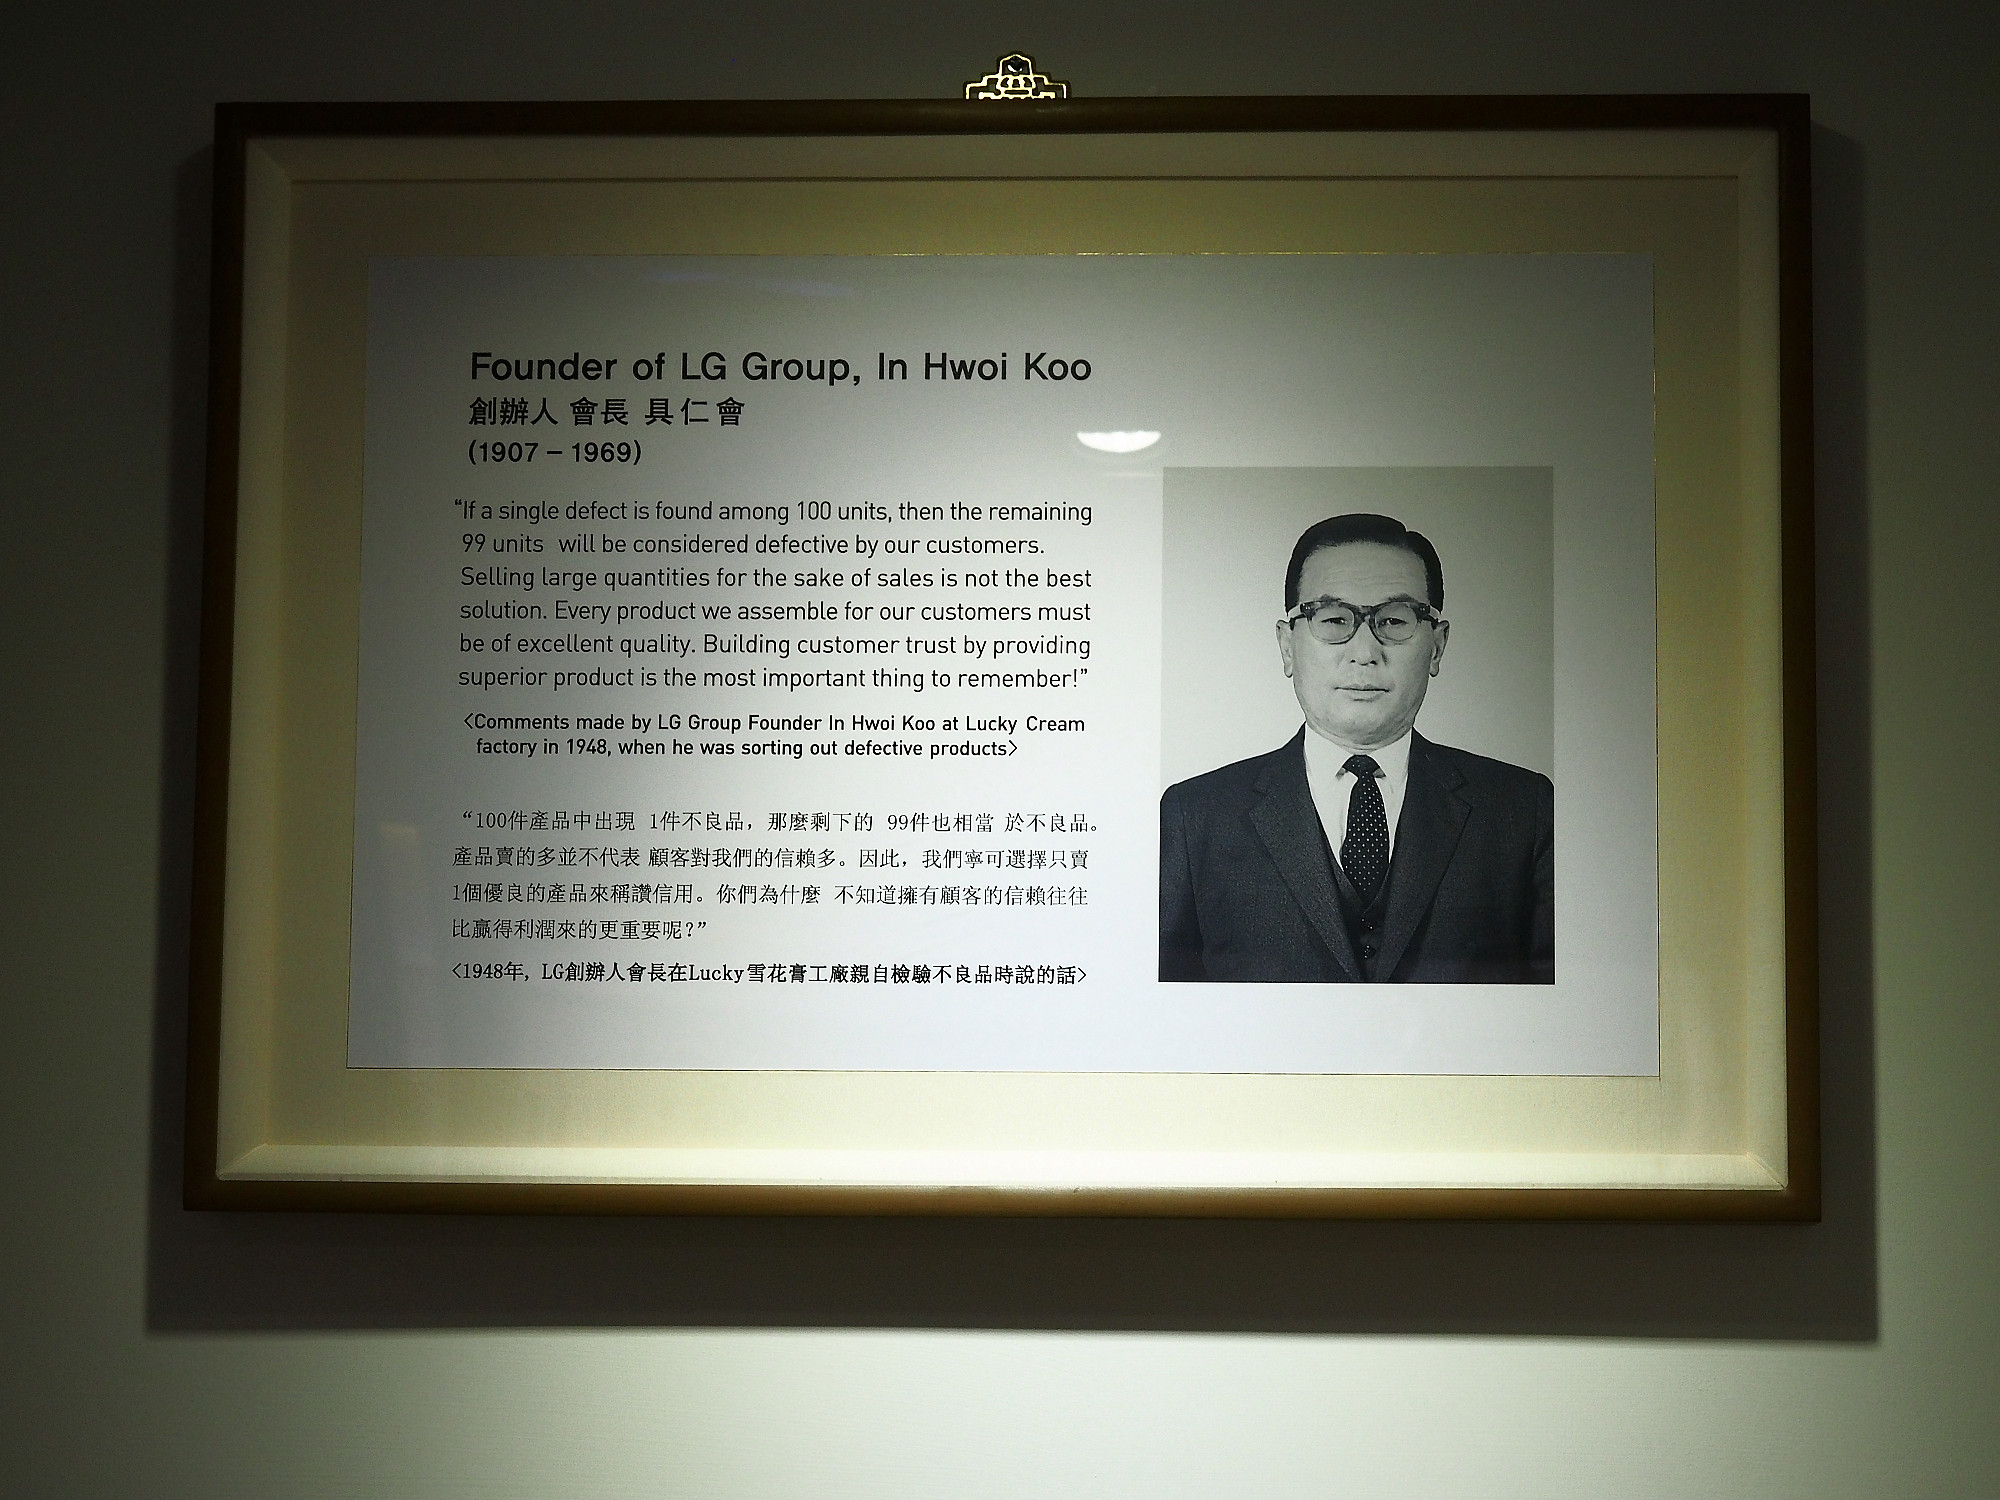 Founder of LG Group, In Hwoi Koo
創辦人 會長 具仁會
(1907 – 1969)
“If a single defect is found among 100 units, then the remaining
99 units will be considered defective by our customers.
Selling large quantities for the sake of sales is not the best
solution. Every product we assemble for our customers must
be of excellent quality. Building customer trust by providing
superior product is the most important thing to remember!”
<Comments made by LG Group Founder In Hwoi Koo at Lucky Cream
factory in 1948, when he was sorting out defective products>
“100件產品中出現 1件不良品，那麼剩下的 99件也相當 於不良品。
產品賣的多並不代表 顧客對我們的信賴多。因此，我們寧可選擇只賣
1個優良的產品來稱讚信用。你們為什麼 不知道擁有顧客的信賴往往
比贏得利潤來的更重要呢?”
<1948年, LG創辦人會長在Lucky雪花膏工廠親自檢驗不良品時說的話>